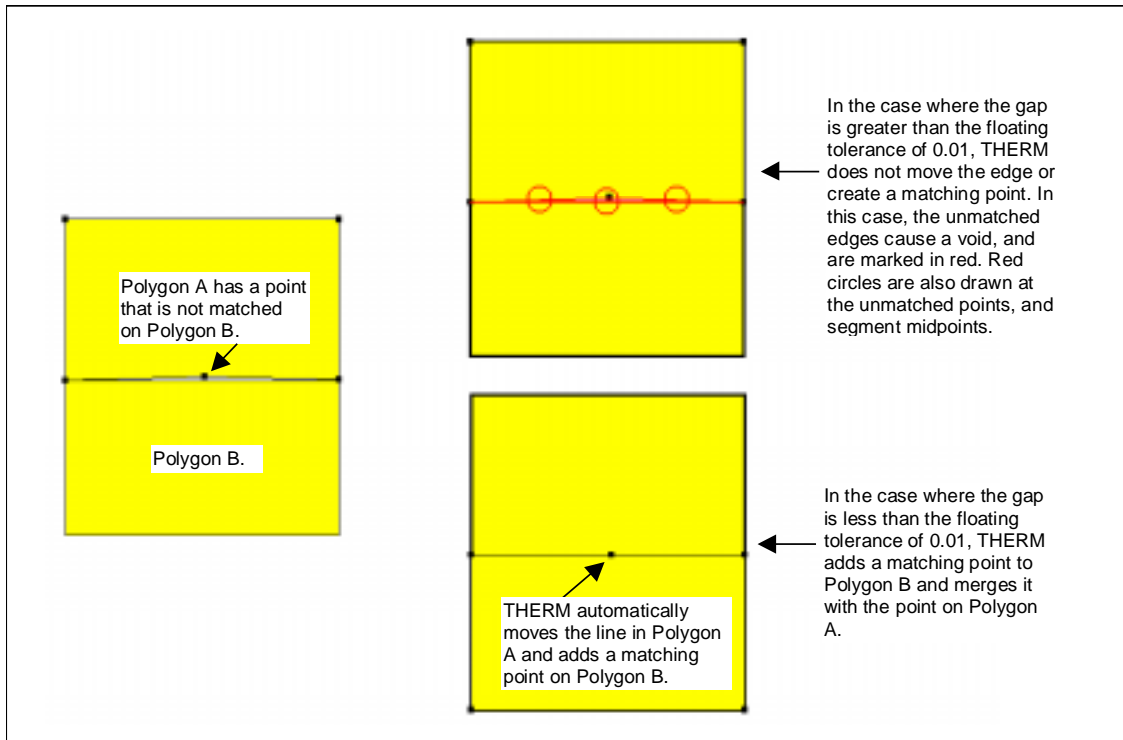 Polygon A has a point
that is not matched
on Polygon B.
Polygon B.
In the case where the gap
is greater than the floating
tolerance of 0.01, THERM
does not move the edge or
create a matching point. In
this case, the unmatched
edges cause a void, and
are marked in red. Red
circles are also drawn at
the unmatched points, and
segment midpoints.
THERM automatically
moves the line in Polygon
A and adds a matching
point on Polygon B.
In the case where the gap
is less than the floating
tolerance of 0.01, THERM
adds a matching point to
Polygon B and merges it
with the point on Polygon
A.